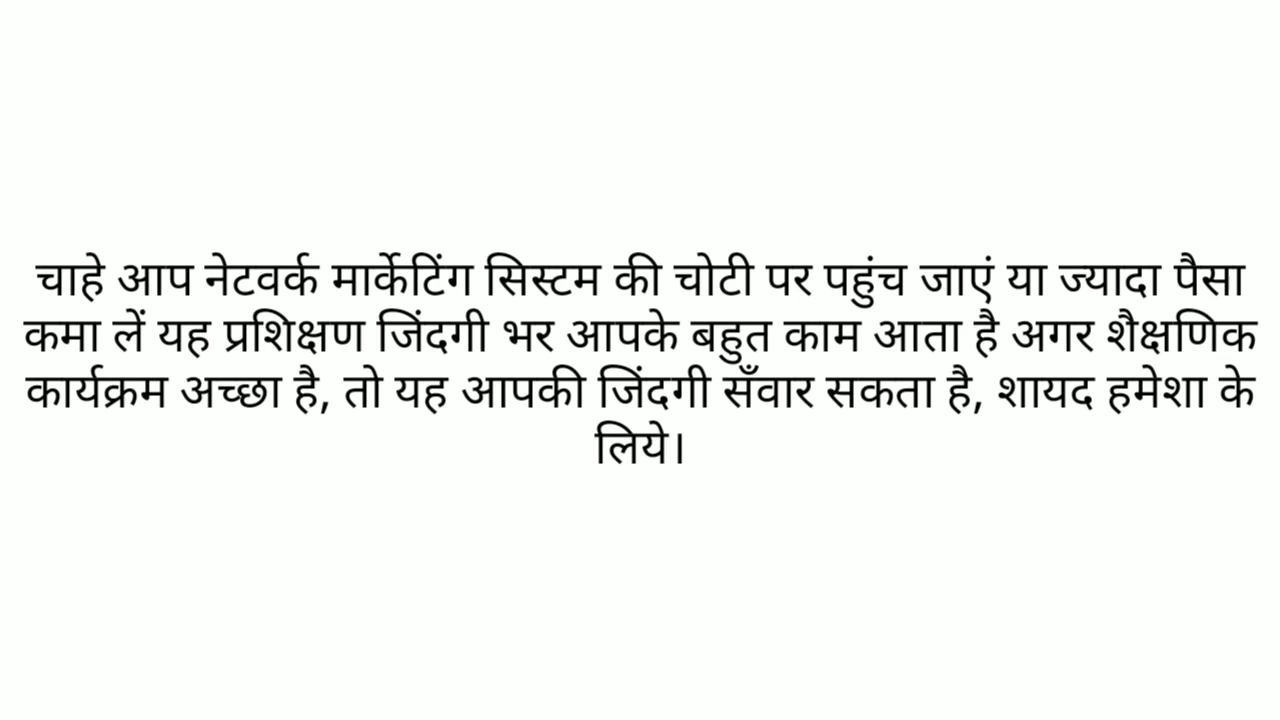 चाहे आप नेटवर्क मार्केटिंग सिस्टम की चोटी पर पहुंच जाएं या ज्यादा पैसा
कमा लें यह प्रशिक्षण जिंदगी भर आपके बहुत काम आता है अगर शैक्षणिक
कार्यक्रम अच्छा है, तो यह आपकी जिंदगी सँवार सकता है, शायद हमेशा के
लिये।